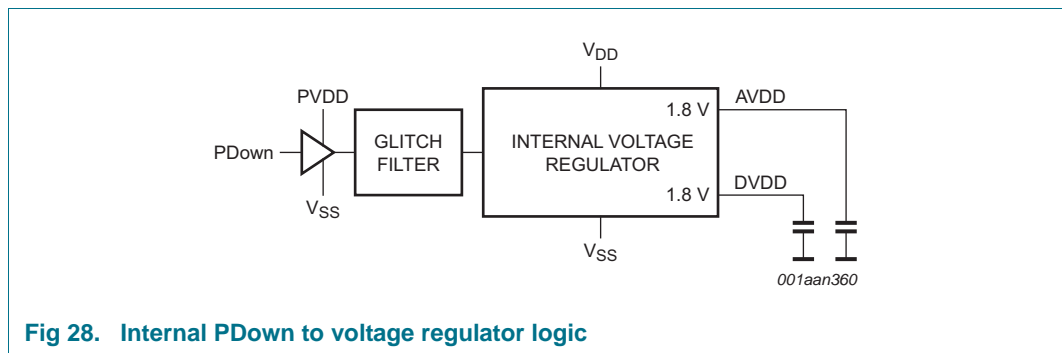 VDD
PVDD
1.8 V
AVDD
GLITCH
FILTER
INTERNAL VOLTAGE
REGULATOR
PDown
1.8 V
DVDD
VSS
VSS
001aan360
Fig 28. Internal PDown to voltage regulator logic